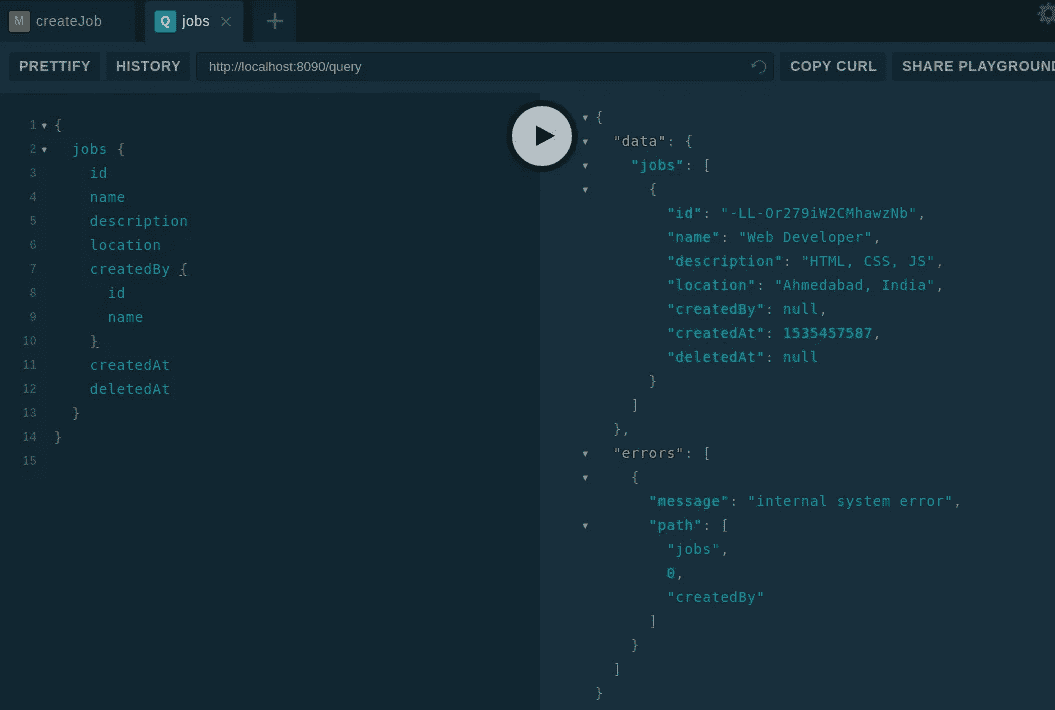 M createJob
Q jobs
PRETTIFY HISTORY http://localhost:8090/query COPY CURL SHARE PLAYGROUND
1 {
2 jobs {
3 id
4 name
5 description
6 location
7 createdBy {
8 id
9 name
10 }
11 createdAt
12 deletedAt
13 }
14 }
15
{
"data": {
"jobs": [
{
"id": "-LL-Or279iW2CMhawzNb",
"name": "Web Developer",
"description": "HTML, CSS, JS",
"location": "Ahmedabad, India",
"createdBy": null,
"createdAt": 1535457587,
"deletedAt": null
}
]
},
"errors": [
{
"message": "internal system error",
"path": [
"jobs",
0,
"createdBy"
]
}
]
}